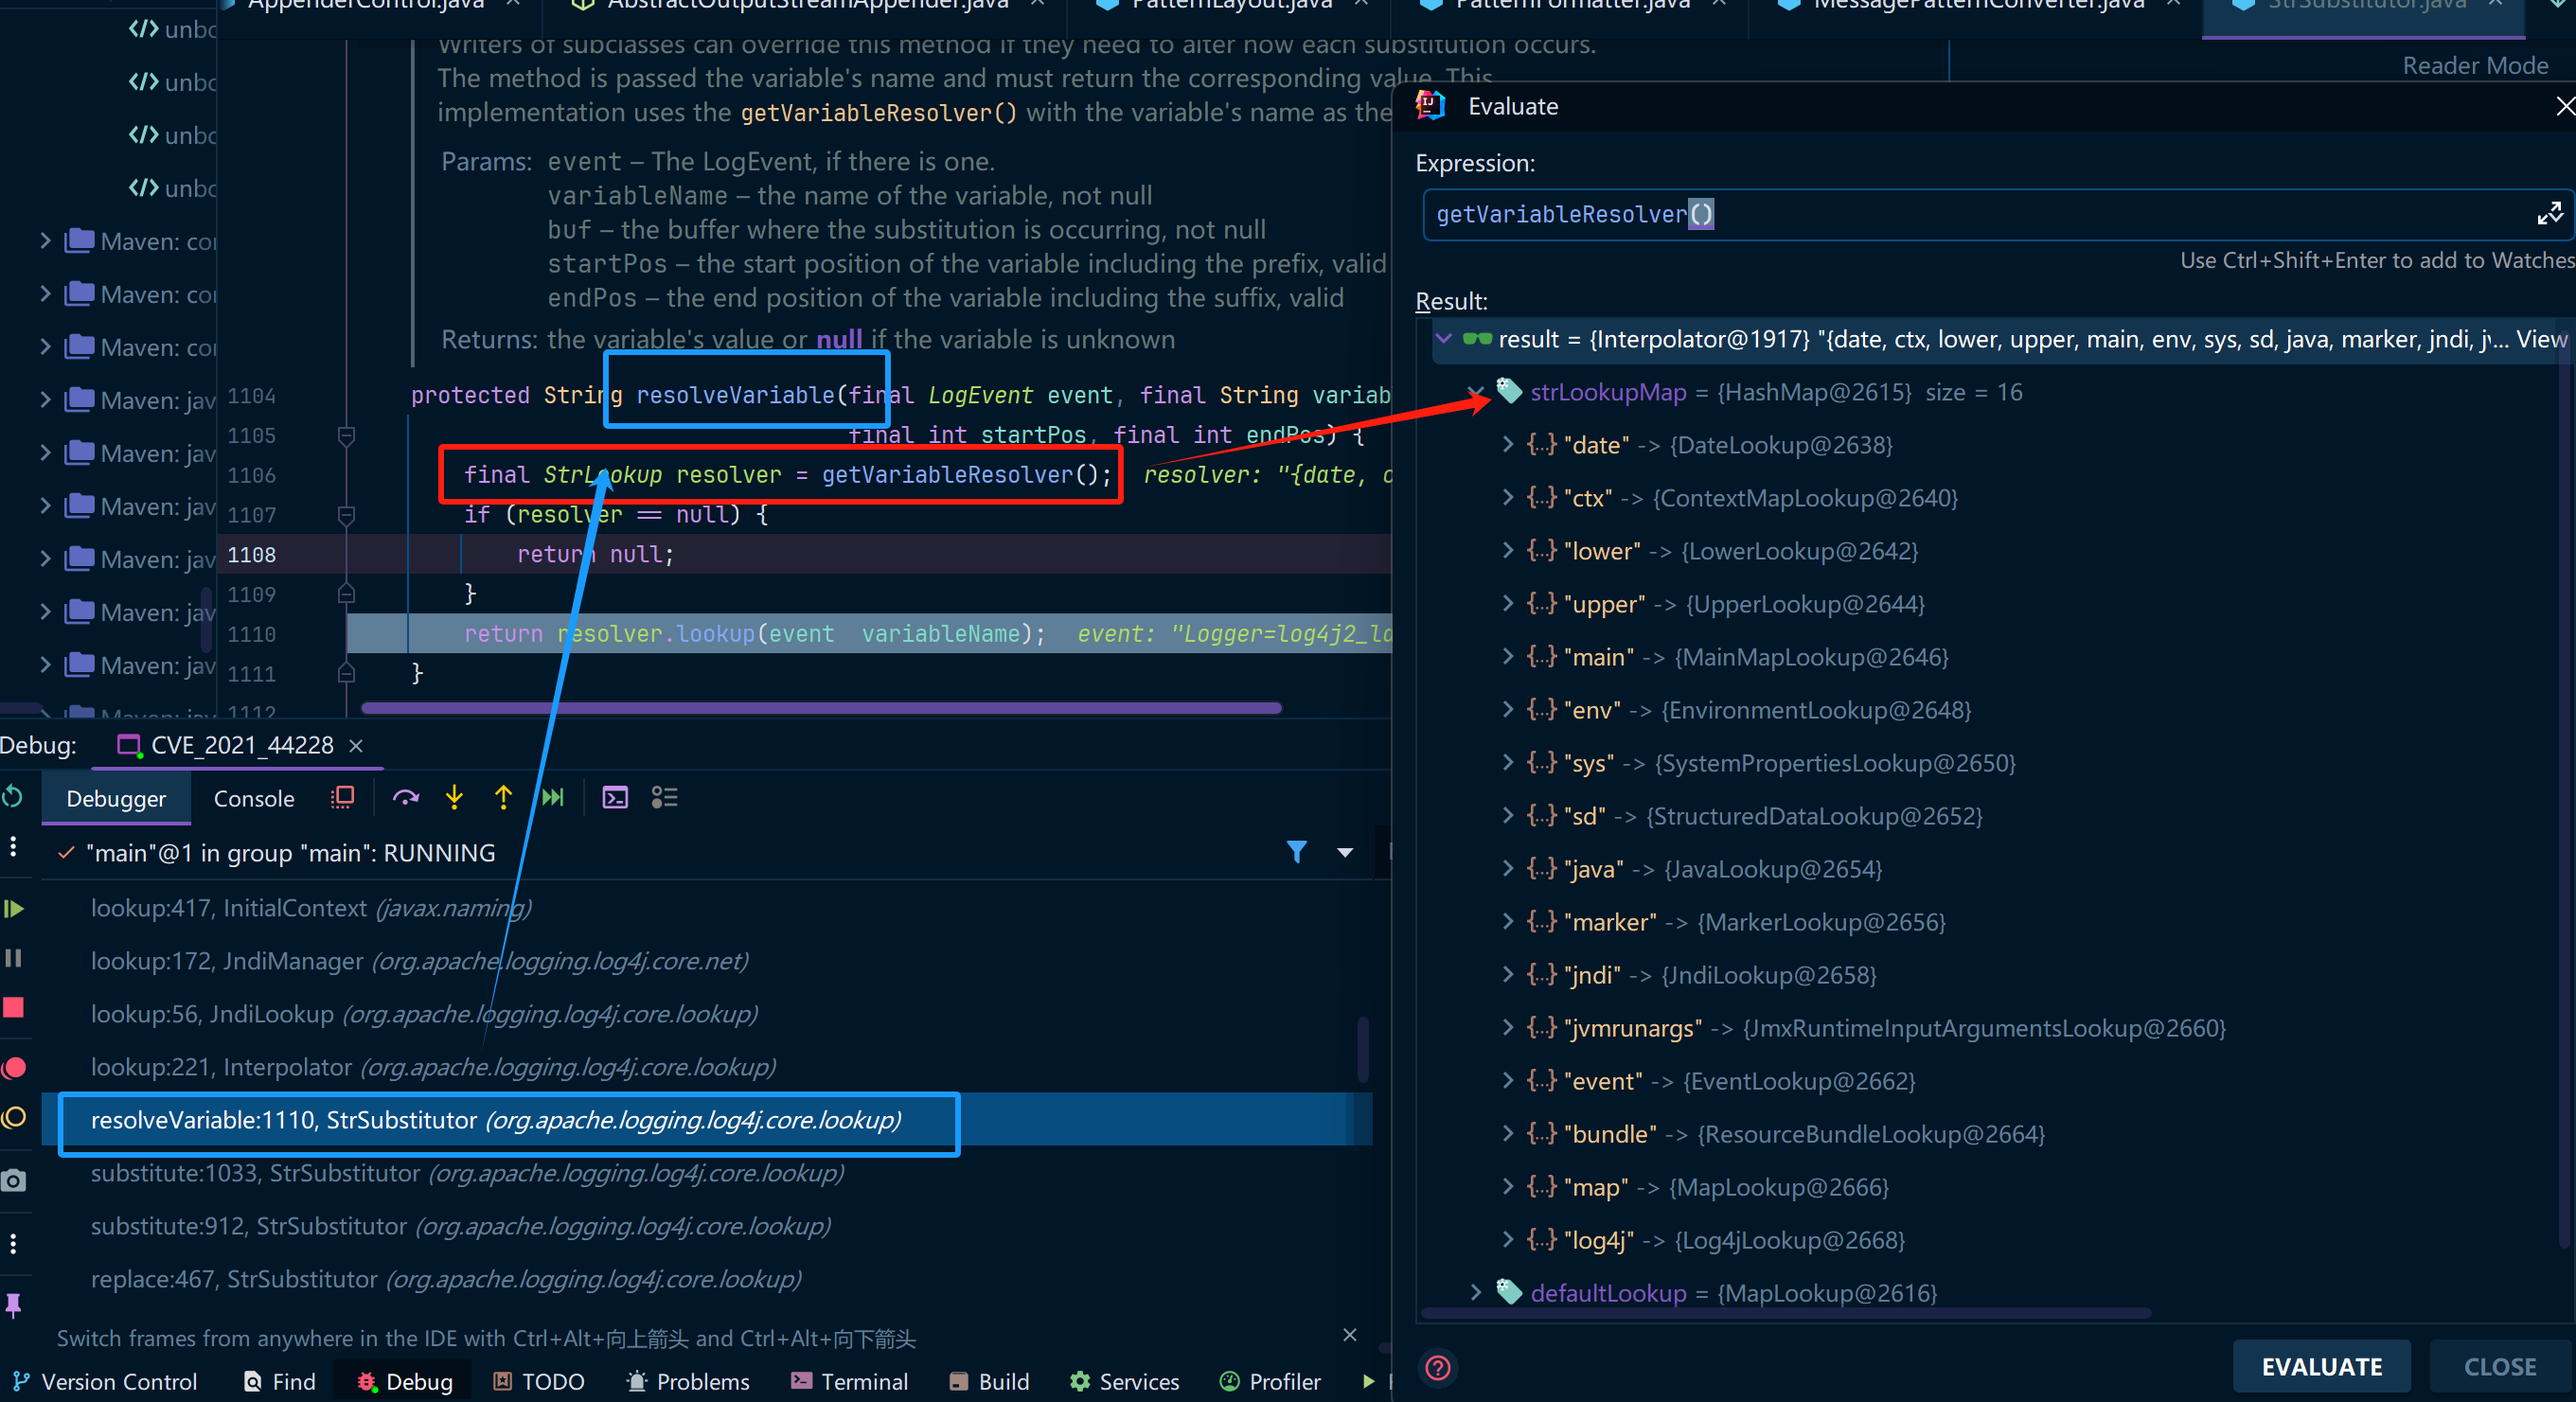 AppenderControl.java
AbstractOutputStreamAppender.java
PatternLayout.java
PatternFormatter.java
MessagePatternConverter.java
StrSubstitutor.java
Reader Mode
unbo
unbo
unbo
unbo
Maven: con
Maven: con
Maven: con
Maven: jav
Maven: jav
Maven: jav
Maven: jav
Maven: jav
Maven: jav
Maven: jav
Writers of subclasses can override this method if they need to alter how each substitution occurs.
The method is passed the variable's name and must return the corresponding value. This
implementation uses the getVariableResolver() with the variable's name as the
Params: event – The LogEvent, if there is one.
variableName – the name of the variable, not null
buf – the buffer where the substitution is occurring, not null
startPos – the start position of the variable including the prefix, valid
endPos – the end position of the variable including the suffix, valid
Returns: the variable's value or null if the variable is unknown
1104 protected String resolveVariable(final LogEvent event, final String variab
1105 final int startPos, final int endPos) {
1106 final StrLookup resolver = getVariableResolver(); resolver: "{date, c
1107 if (resolver == null) {
1108 return null;
1109 }
1110 return resolver.lookup(event variableName); event: "Logger=log4j2_
1111 }
1112
Debug: CVE_2021_44228
Debugger Console
"main"@1 in group "main": RUNNING
lookup:417, InitialContext (javax.naming)
lookup:172, JndiManager (org.apache.logging.log4j.core.net)
lookup:56, JndiLookup (org.apache.logging.log4j.core.lookup)
lookup:221, Interpolator (org.apache.logging.log4j.core.lookup)
resolveVariable:1110, StrSubstitutor (org.apache.logging.log4j.core.lookup)
substitute:1033, StrSubstitutor (org.apache.logging.log4j.core.lookup)
substitute:912, StrSubstitutor (org.apache.logging.log4j.core.lookup)
replace:467, StrSubstitutor (org.apache.logging.log4j.core.lookup)
Switch frames from anywhere in the IDE with Ctrl+Alt+向上箭头 and Ctrl+Alt+向下箭头
Version Control Find Debug TODO Problems Terminal Build Services Profiler
Evaluate
Expression:
getVariableResolver()
Use Ctrl+Shift+Enter to add to Watches
Result:
result = {Interpolator@1917} "{date, ctx, lower, upper, main, env, sys, sd, java, marker, jndi, j... View
strLookupMap = {HashMap@2615} size = 16
{...} "date" -> {DateLookup@2638}
{...} "ctx" -> {ContextMapLookup@2640}
{...} "lower" -> {LowerLookup@2642}
{...} "upper" -> {UpperLookup@2644}
{...} "main" -> {MainMapLookup@2646}
{...} "env" -> {EnvironmentLookup@2648}
{...} "sys" -> {SystemPropertiesLookup@2650}
{...} "sd" -> {StructuredDataLookup@2652}
{...} "java" -> {JavaLookup@2654}
{...} "marker" -> {MarkerLookup@2656}
{...} "jndi" -> {JndiLookup@2658}
{...} "jvmrunargs" -> {JmxRuntimeInputArgumentsLookup@2660}
{...} "event" -> {EventLookup@2662}
{...} "bundle" -> {ResourceBundleLookup@2664}
{...} "map" -> {MapLookup@2666}
{...} "log4j" -> {Log4jLookup@2668}
defaultLookup = {MapLookup@2616}
EVALUATE CLOSE